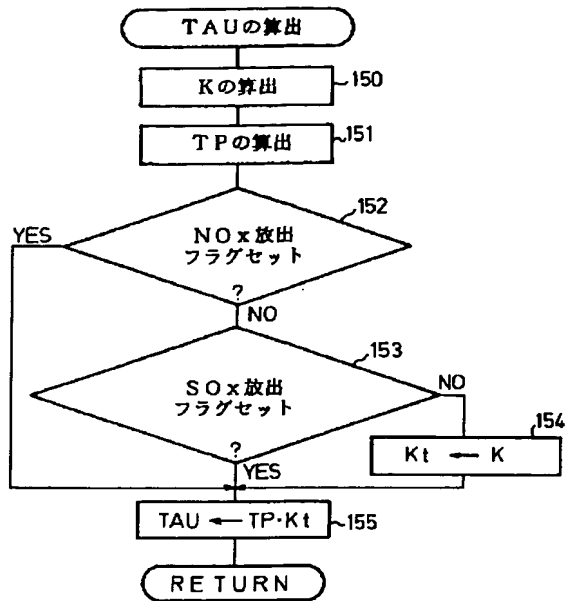 TAUの算出
Kの算出
150
TPの算出
151
152
YES
NOx放出
フラグセット
?
NO
153
SOx放出
フラグセット
?
NO
YES
154
Kt ← K
TAU ← TP·Kt
155
RETURN